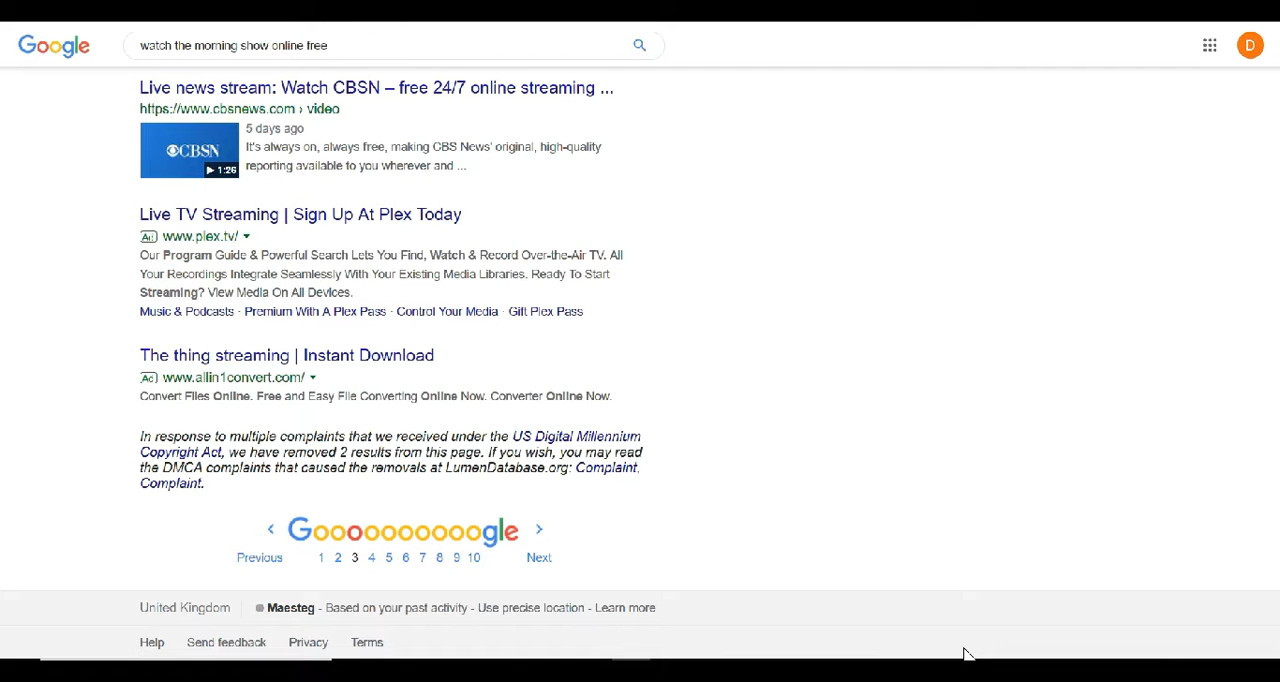 Google
watch the morning show online free
D
Live news stream: Watch CBSN – free 24/7 online streaming ...
https://www.cbsnews.com › video
5 days ago
CBSN
1:26
It's always on, always free, making CBS News' original, high-quality
reporting available to you wherever and ...
Live TV Streaming | Sign Up At Plex Today
Ad www.plex.tv/
Our Program Guide & Powerful Search Lets You Find, Watch & Record Over-the-Air TV. All
Your Recordings Integrate Seamlessly With Your Existing Media Libraries. Ready To Start
Streaming? View Media On All Devices.
Music & Podcasts · Premium With A Plex Pass · Control Your Media · Gift Plex Pass
The thing streaming | Instant Download
Ad www.allin1convert.com/
Convert Files Online. Free and Easy File Converting Online Now. Converter Online Now.
In response to multiple complaints that we received under the US Digital Millennium
Copyright Act, we have removed 2 results from this page. If you wish, you may read
the DMCA complaints that caused the removals at LumenDatabase.org: Complaint,
Complaint.
Goooooooooogle
Previous 1 2 3 4 5 6 7 8 9 10 Next
United Kingdom Maesteg - Based on your past activity - Use precise location - Learn more
Help Send feedback Privacy Terms